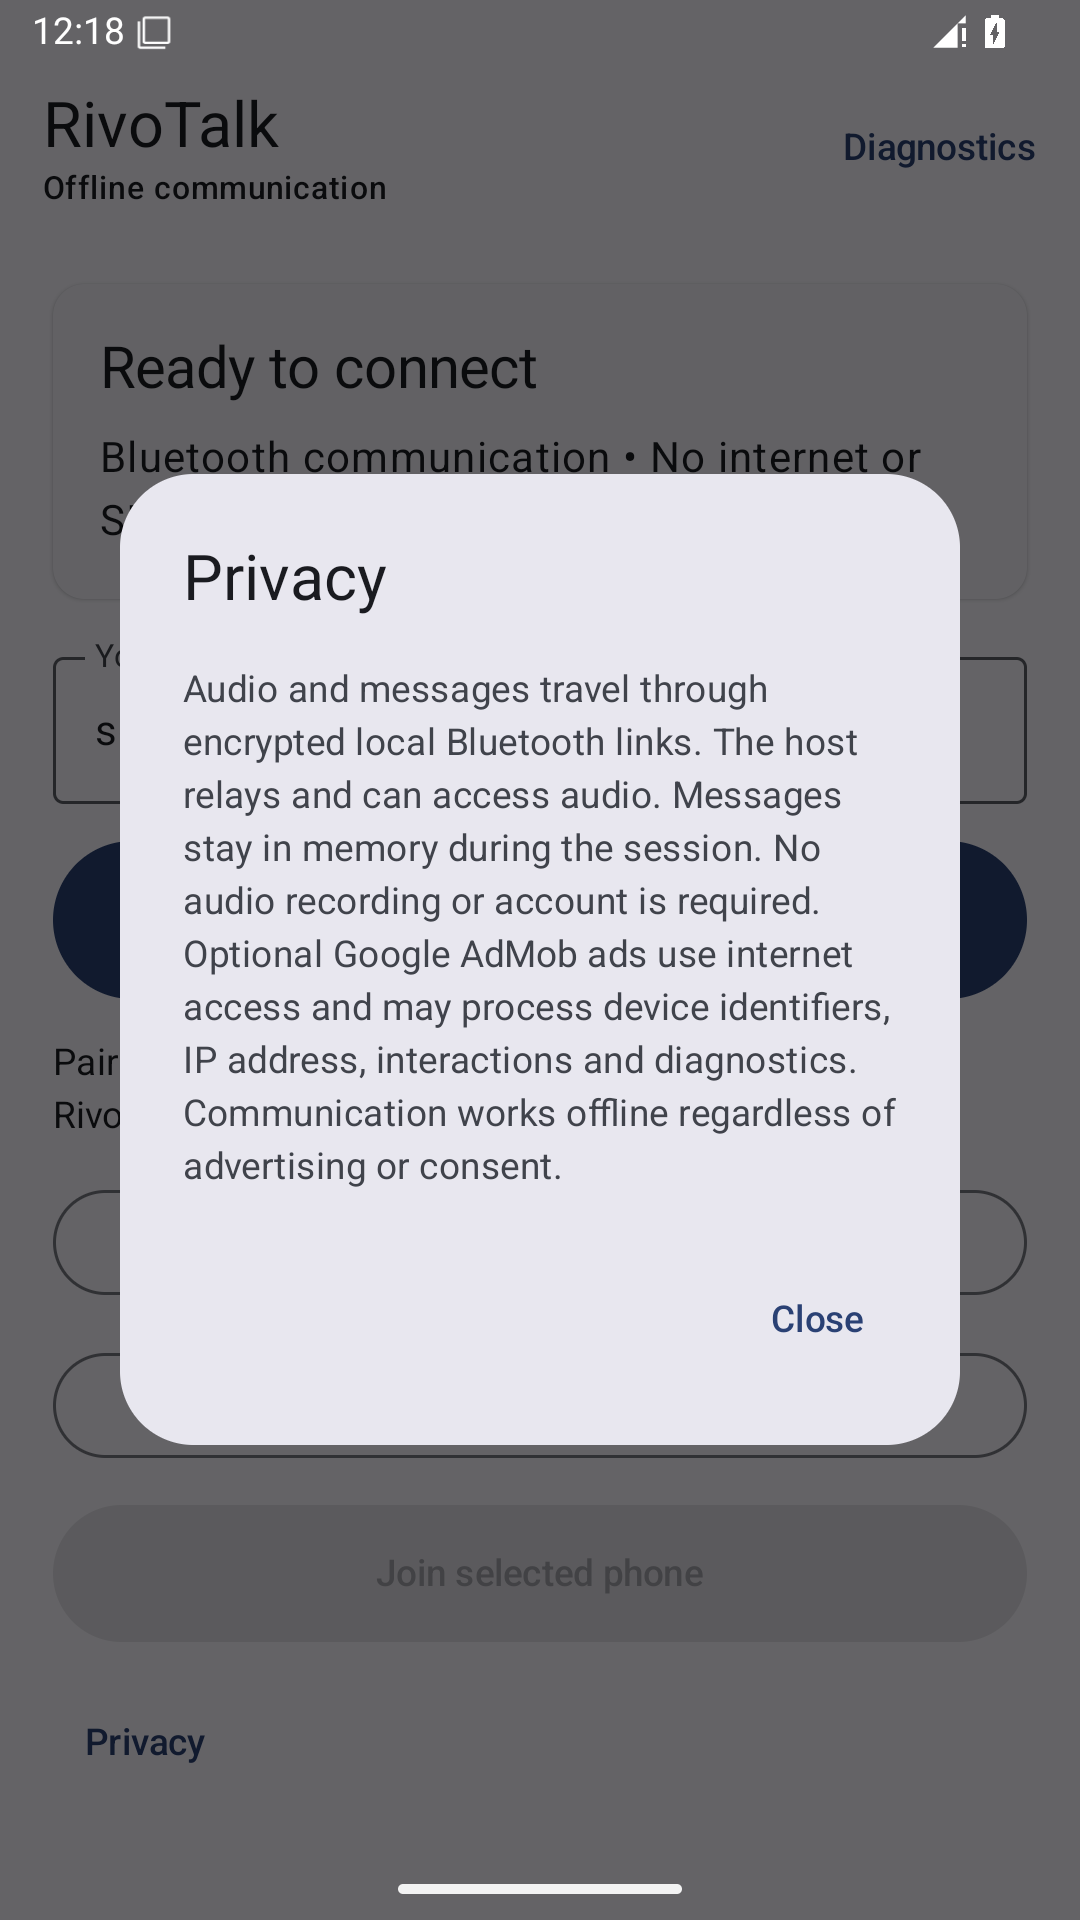 12:18
RivoTalk
Diagnostics
Offline communication
Ready to connect
Bluetooth communication • No internet or
Privacy
Audio and messages travel through
encrypted local Bluetooth links. The host
relays and can access audio. Messages
stay in memory during the session. No
audio recording or account is required.
Optional Google AdMob ads use internet
access and may process device identifiers,
IP address, interactions and diagnostics.
Communication works offline regardless of
advertising or consent.
Close
Pair
Rivo
Join selected phone
Privacy